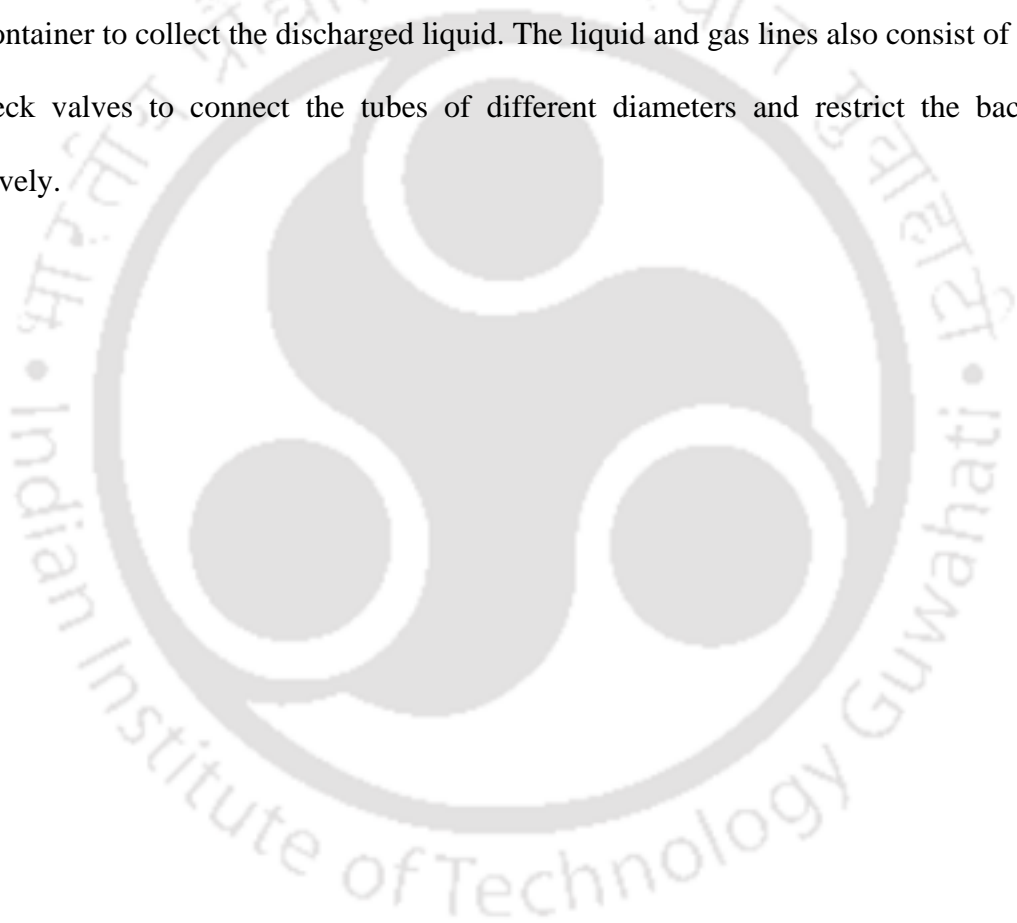 ontainer to collect the discharged liquid. The liquid and gas lines also consist of
eck valves to connect the tubes of different diameters and restrict the bac
vely.
• Indian Institute of Technology Guwahati •